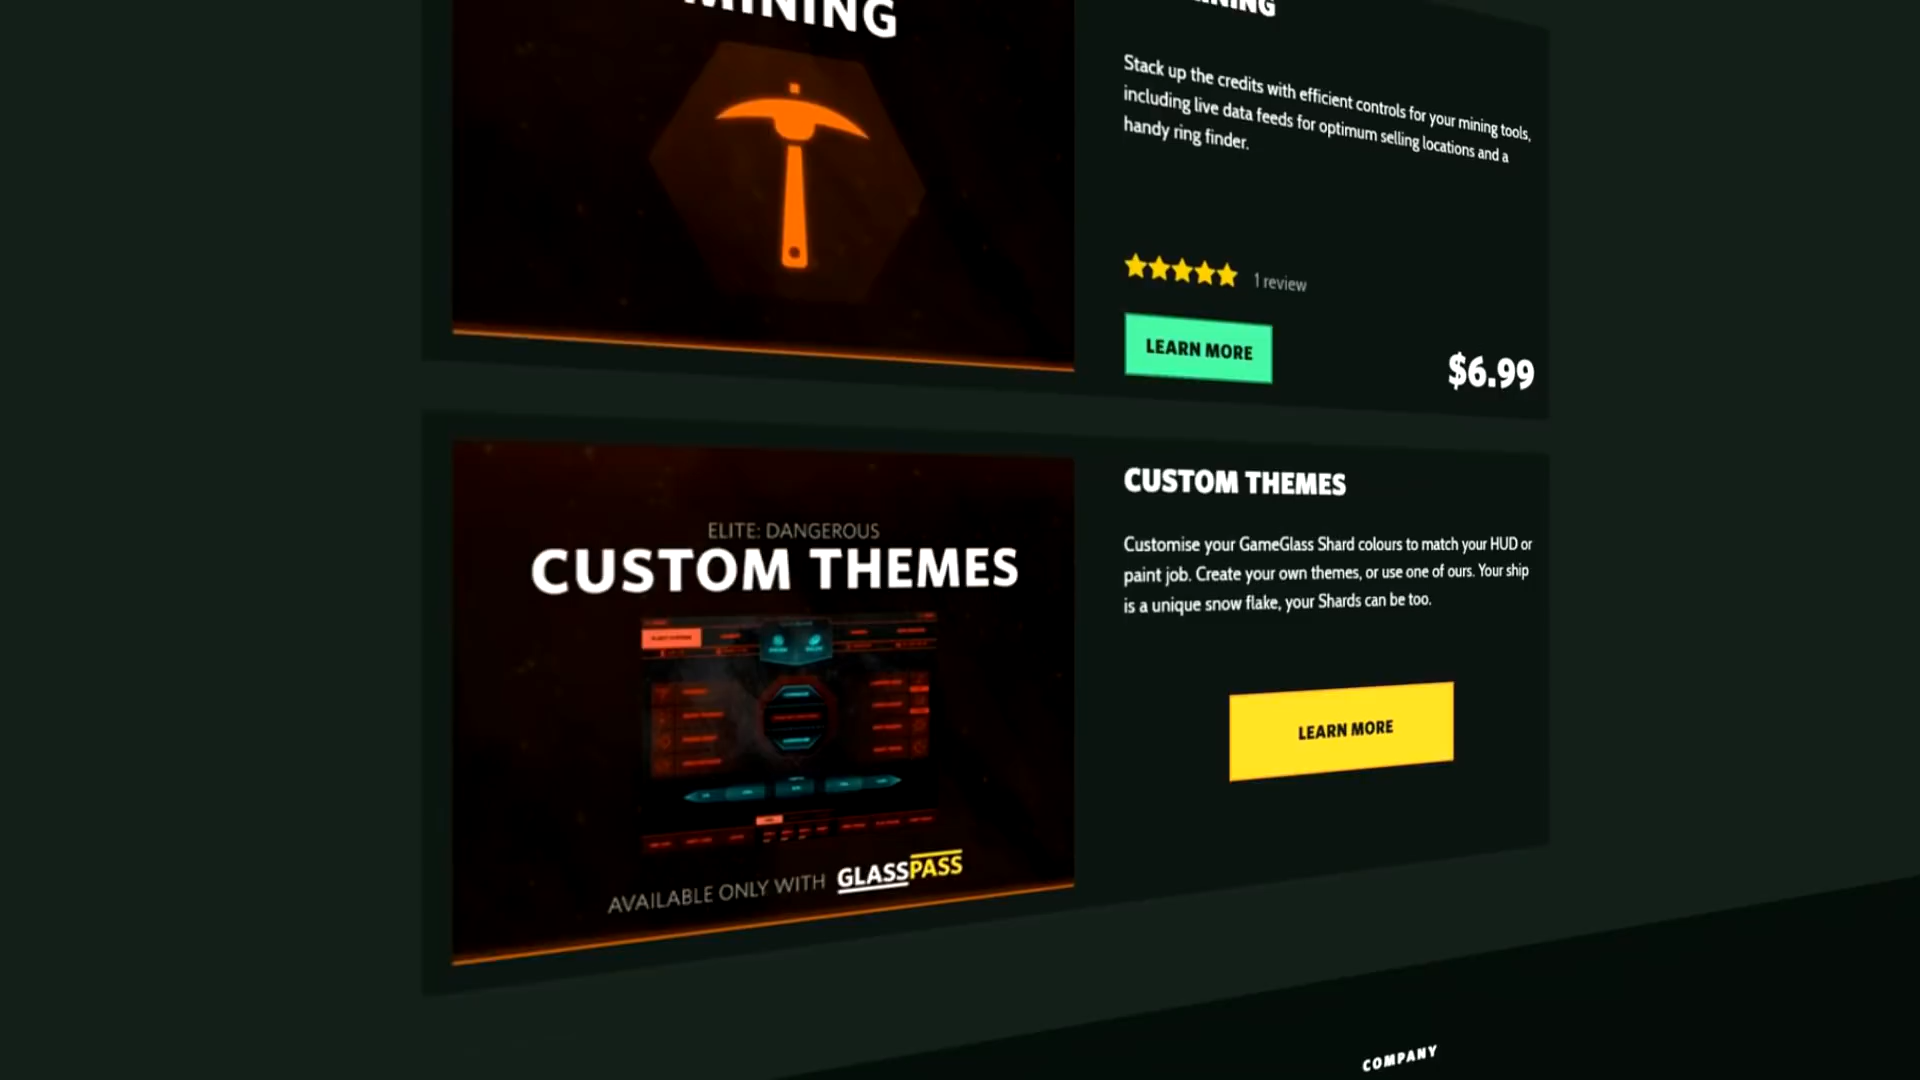 MINING
Stack up the credits with efficient controls for your mining tools,
including live data feeds for optimum selling locations and a
handy ring finder.
1 review
LEARN MORE
$6.99
ELITE: DANGEROUS
CUSTOM THEMES
AVAILABLE ONLY WITH GLASSPASS
CUSTOM THEMES
Customise your GameGlass Shard colours to match your HUD or
paint job. Create your own themes, or use one of ours. Your ship
is a unique snow flake, your Shards can be too.
LEARN MORE
COMPANY